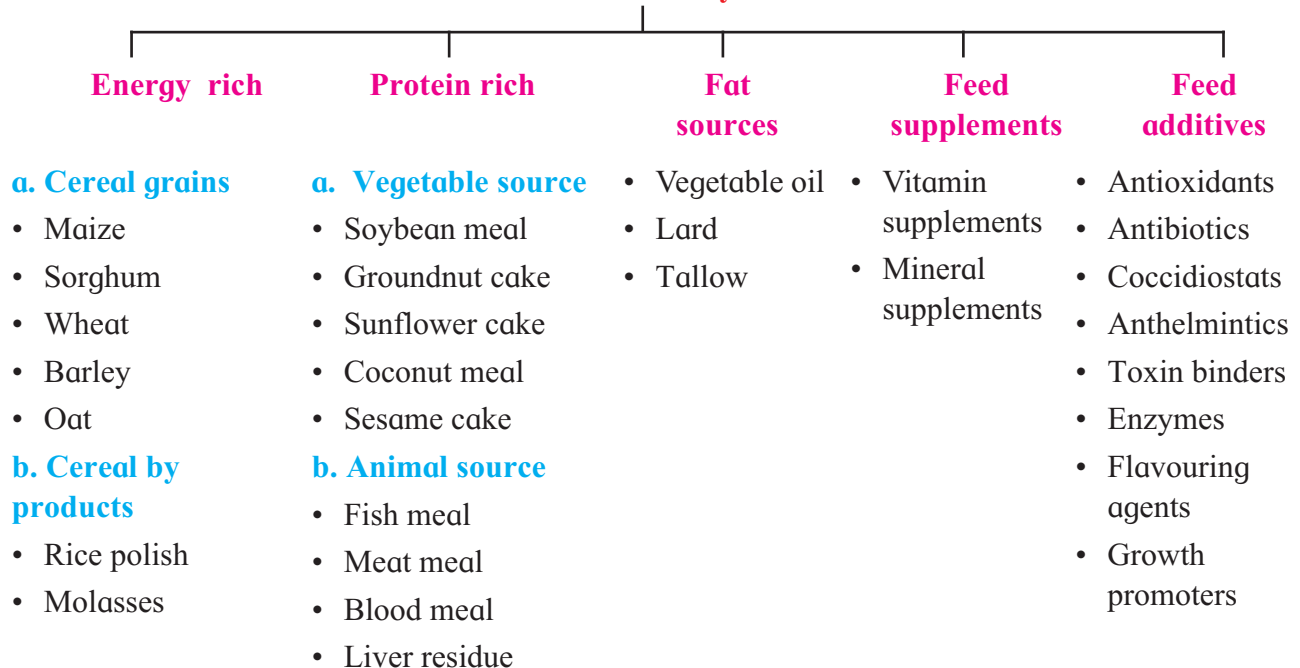 Energy rich
a. Cereal grains
• Maize
• Sorghum
• Wheat
• Barley
• Oat
b. Cereal by
products
• Rice polish
• Molasses
Protein rich
a. Vegetable source
• Soybean meal
• Groundnut cake
• Sunflower cake
• Coconut meal
• Sesame cake
b. Animal source
• Fish meal
• Meat meal
• Blood meal
• Liver residue
Fat
sources
• Vegetable oil
• Lard
• Tallow
Feed
supplements
• Vitamin
supplements
• Mineral
supplements
Feed
additives
• Antioxidants
• Antibiotics
• Coccidiostats
• Anthelmintics
• Toxin binders
• Enzymes
• Flavouring
agents
• Growth
promoters